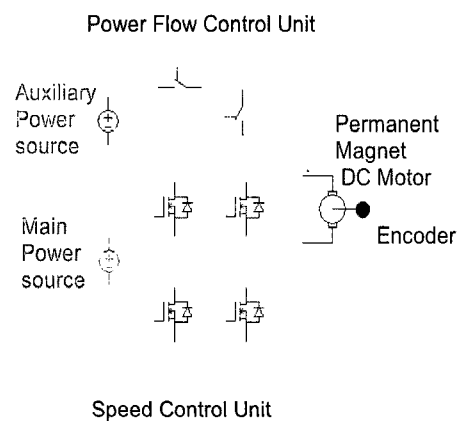 Power Flow Control Unit
Auxiliary
Power
source
Permanent
Magnet
DC Motor
Encoder
Main
Power
source
Speed Control Unit